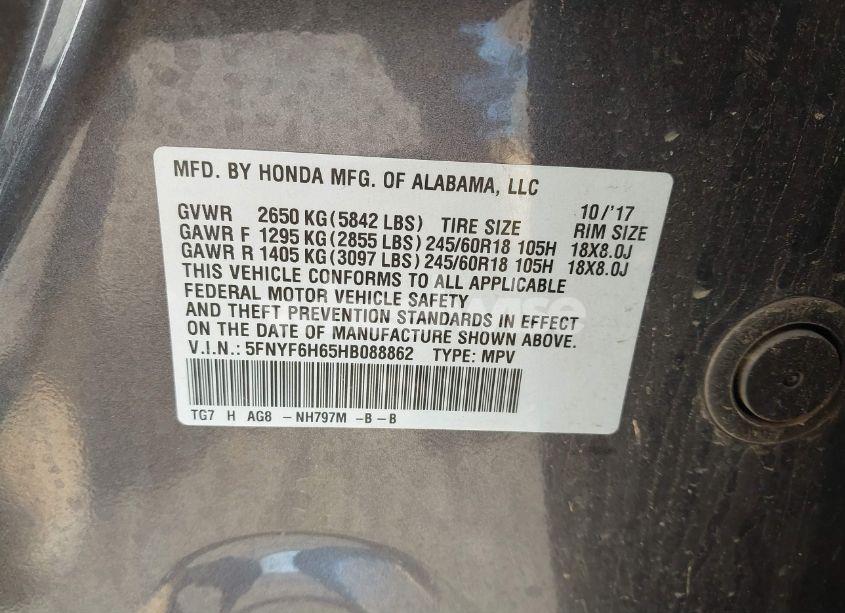 MFD. BY HONDA MFG. OF ALABAMA, LLC
GVWR 2650 KG (5842 LBS) TIRE SIZE 10/'17 RIM SIZE
GAWR F 1295 KG (2855 LBS) 245/60R18 105H 18X8.0J
GAWR R 1405 KG (3097 LBS) 245/60R18 105H 18X8.0J
THIS VEHICLE CONFORMS TO ALL APPLICABLE
FEDERAL MOTOR VEHICLE SAFETY
AND THEFT PREVENTION STANDARDS IN EFFECT
ON THE DATE OF MANUFACTURE SHOWN ABOVE.
V.I.N.: 5FNYF6H65HB088862 TYPE: MPV
TG7 H AG8 -NH797M -B-B